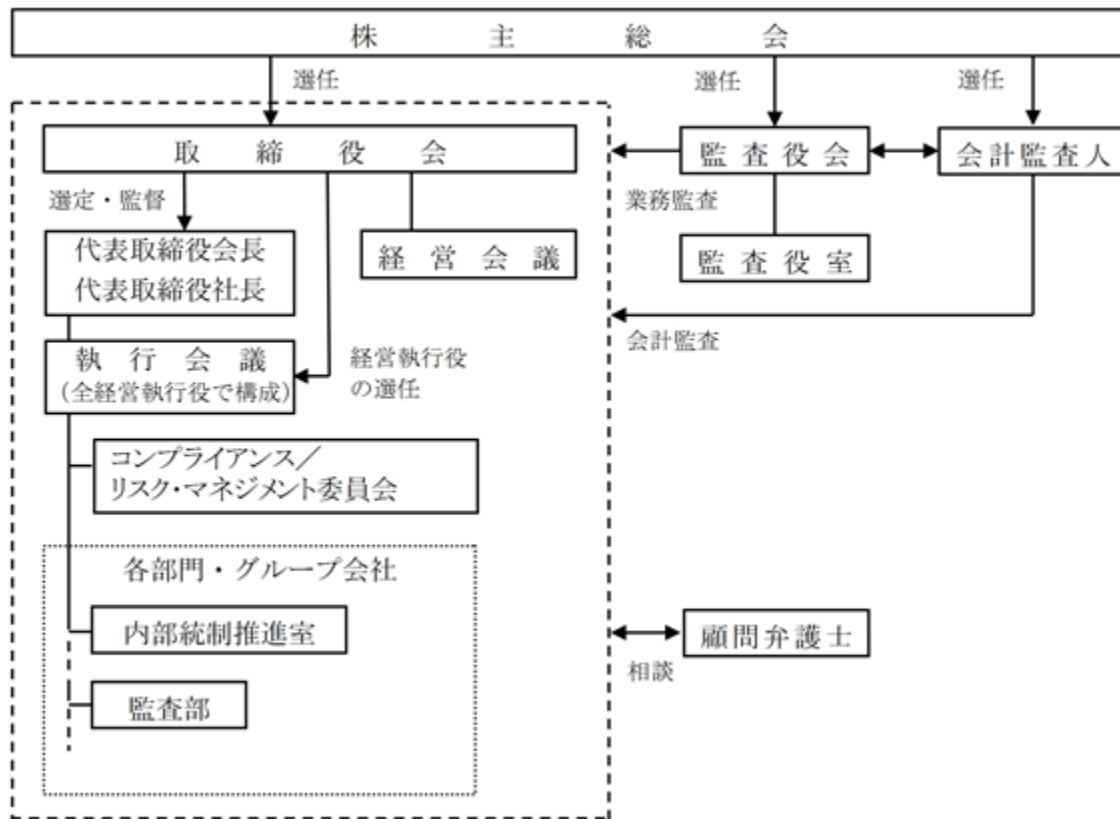 株主総会
選任
選任
選任
取締役会
監査役会
会計監査人
選定・監督
業務監査
代表取締役会長
代表取締役社長
経営会議
監査役室
会計監査
執行会議
(全経営執行役で構成)
経営執行役
の選任
コンプライアンス/
リスク・マネジメント委員会
各部門・グループ会社
内部統制推進室
顧問弁護士
相談
監査部